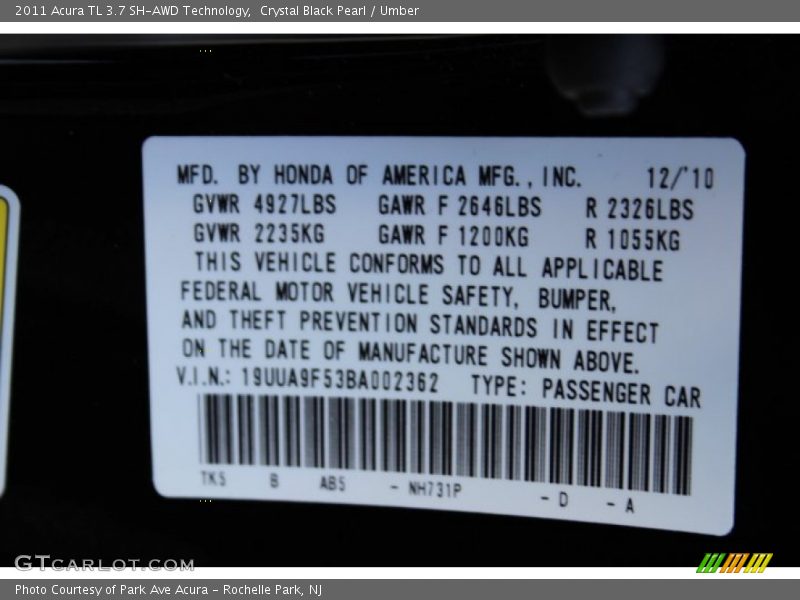 2011 Acura TL 3.7 SH-AWD Technology,  Crystal Black Pearl / Umber
MFD. BY HONDA OF AMERICA MFG., INC. 12/'10
GVWR 4927LBS GAWR F 2646LBS R 2326LBS
GVWR 2235KG GAWR F 1200KG R 1055KG
THIS VEHICLE CONFORMS TO ALL APPLICABLE
FEDERAL MOTOR VEHICLE SAFETY, BUMPER,
AND THEFT PREVENTION STANDARDS IN EFFECT
ON THE DATE OF MANUFACTURE SHOWN ABOVE.
V.I.N.: 19UUA9F53BA002362 TYPE: PASSENGER CAR
TK5 B AB5 - NH731P - D - A
GTCARLOT.COM
Photo Courtesy of Park Ave Acura - Rochelle Park, NJ